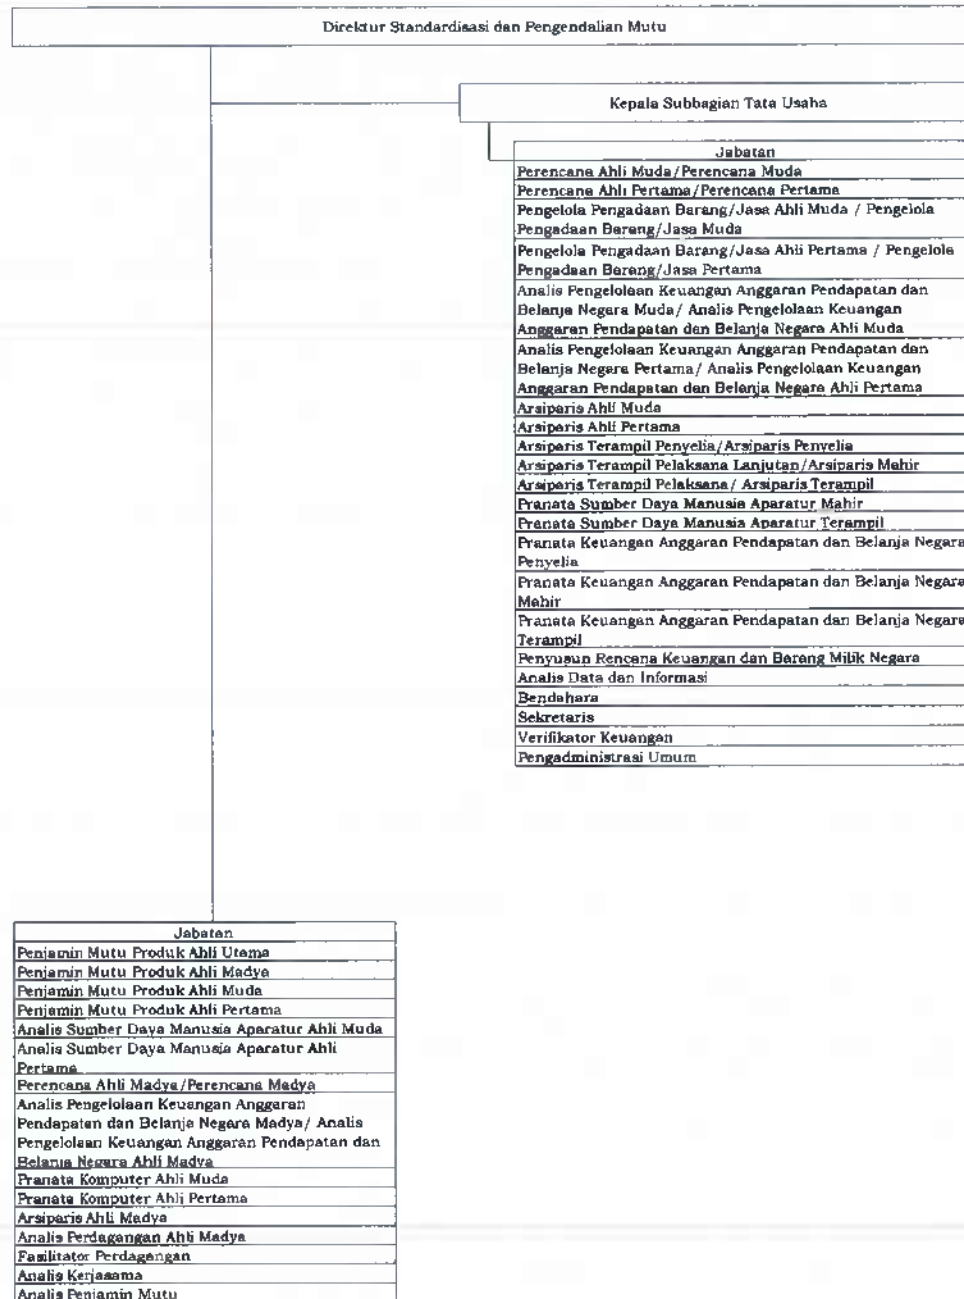 Direktur Standardisasi dan Pengendalian Mutu
Kepala Subbagian Tata Usaha
Jabatan
Perencana Ahli Muda/Perencana Muda
Perencana Ahli Pertama/Perencana Pertama
Pengelola Pengadaan Barang/Jasa Ahli Muda / Pengelola
Pengadaan Barang/Jasa Muda
Pengelola Pengadaan Barang/Jasa Ahli Pertama / Pengelola
Pengadaan Barang/Jasa Pertama
Analis Pengelolaan Keuangan Anggaran Pendapatan dan
Belanja Negara Muda/ Analis Pengelolaan Keuangan
Anggaran Pendapatan dan Belanja Negara Ahli Muda
Analis Pengelolaan Keuangan Anggaran Pendapatan dan
Belanja Negara Pertama/ Analis Pengelolaan Keuangan
Anggaran Pendapatan dan Belanja Negara Ahli Pertama
Arsiparis Ahli Muda
Arsiparis Ahli Pertama
Arsiparis Terampil Penyelia/Arsiparis Penyelia
Arsiparis Terampil Pelaksana Lanjutan/Arsiparis Mahir
Arsiparis Terampil Pelaksana/ Arsiparis Terampil
Pranata Sumber Daya Manusia Aparatur Mahir
Pranata Sumber Daya Manusia Aparatur Terampil
Pranata Keuangan Anggaran Pendapatan dan Belanja Negara
Penyelia
Pranata Keuangan Anggaran Pendapatan dan Belanja Negara
Mahir
Pranata Keuangan Anggaran Pendapatan dan Belanja Negara
Terampil
Penyusun Rencana Keuangan dan Barang Milik Negara
Analis Data dan Informasi
Bendahara
Sekretaris
Verifikator Keuangan
Pengadministrasi Umum
Jabatan
Penjamin Mutu Produk Ahli Utama
Penjamin Mutu Produk Ahli Madya
Penjamin Mutu Produk Ahli Muda
Penjamin Mutu Produk Ahli Pertama
Analis Sumber Daya Manusia Aparatur Ahli Muda
Analis Sumber Daya Manusia Aparatur Ahli
Pertama
Perencana Ahli Madya/Perencana Madya
Analis Pengelolaan Keuangan Anggaran
Pendapatan dan Belanja Negara Madya/ Analis
Pengelolaan Keuangan Anggaran Pendapatan dan
Belanja Negara Ahli Madya
Pranata Komputer Ahli Muda
Pranata Komputer Ahli Pertama
Arsiparis Ahli Madya
Analis Perdagangan Ahli Madya
Fasilitator Perdagangan
Analis Kerjasama
Analis Penjamin Mutu